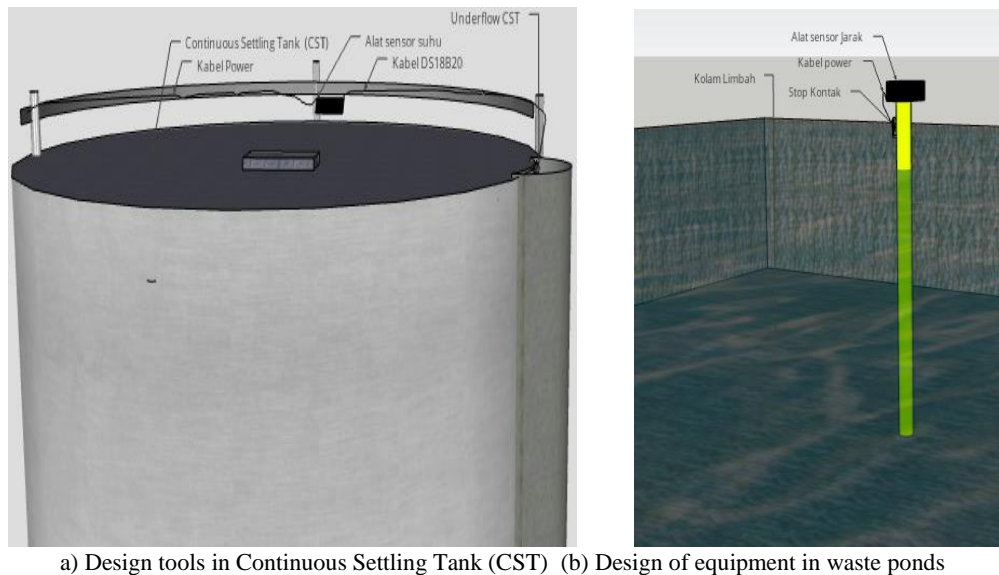 Underflow CST
Continuous Settling Tank (CST)
Alat sensor suhu
Kabel Power
Kabel DS18B20
Alat sensor Jarak
Kabel power
Kolam Limbah
Stop Kontak
a) Design tools in Continuous Settling Tank (CST) (b) Design of equipment in waste ponds